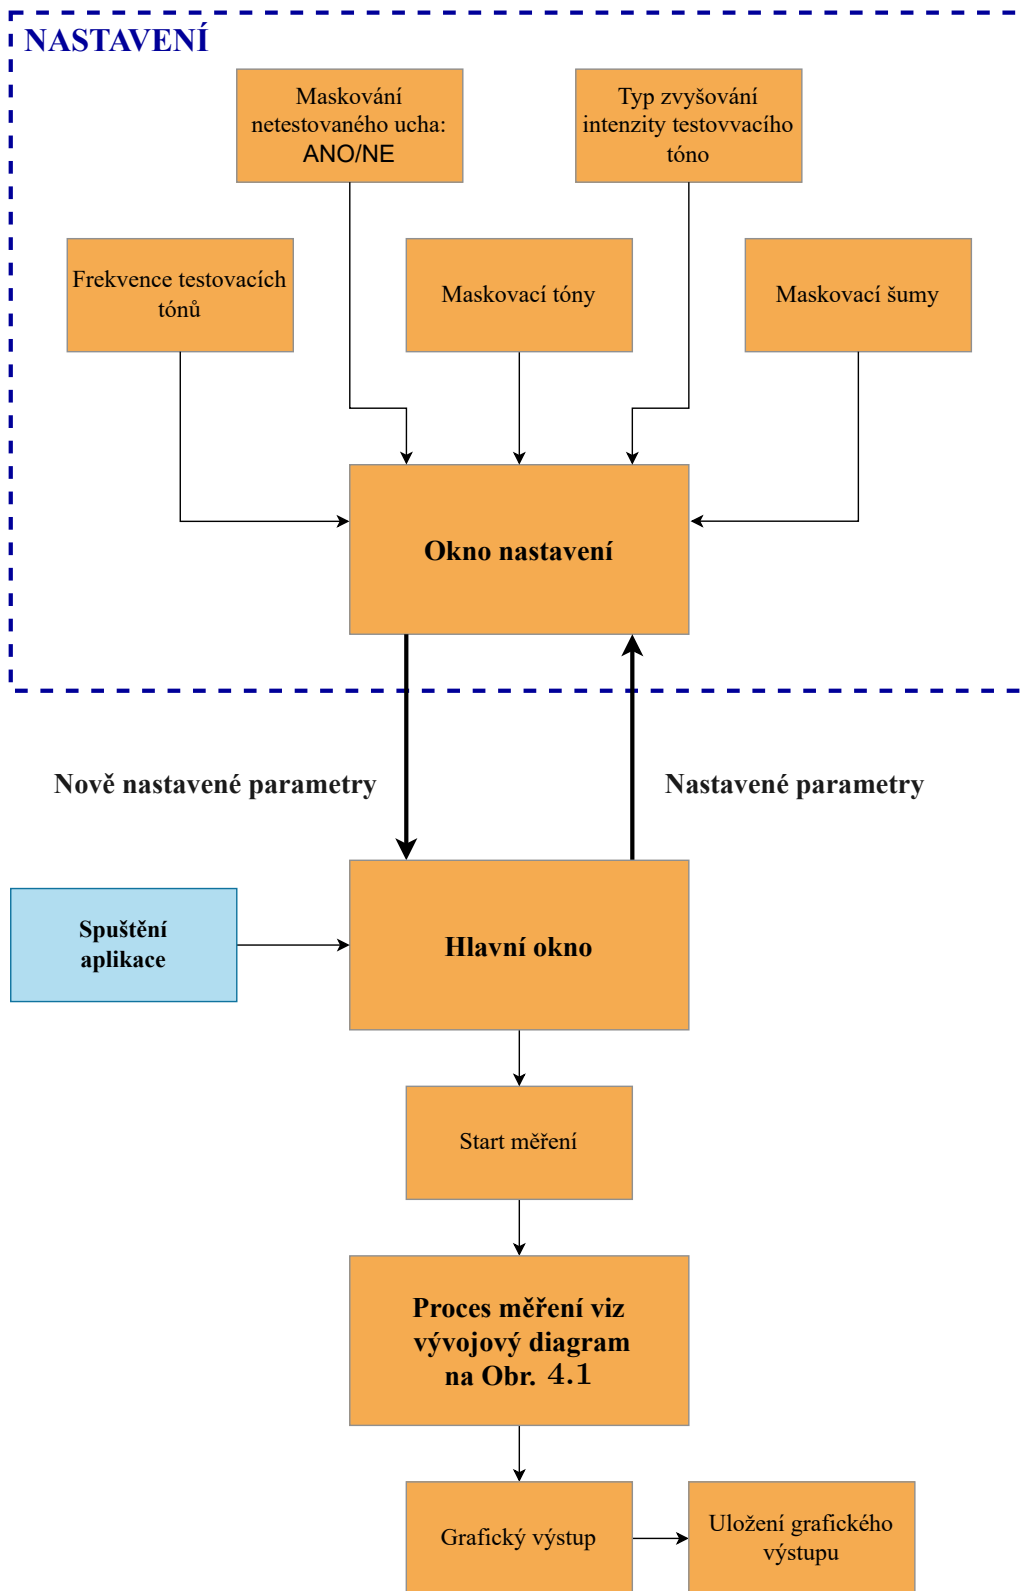 NASTAVENÍ
Maskování
netestovaného ucha:
ANO/NE
Typ zvyšování
intenzity testovvacího
tóno
Frekvence testovacích
tónů
Maskovací tóny
Maskovací šumy
Okno nastavení
Nově nastavené parametry
Nastavené parametry
Spuštění
aplikace
Hlavní okno
Start měření
Proces měření viz
vývojový diagram
na Obr. 4.1
Grafický výstup
Uložení grafického
výstupu